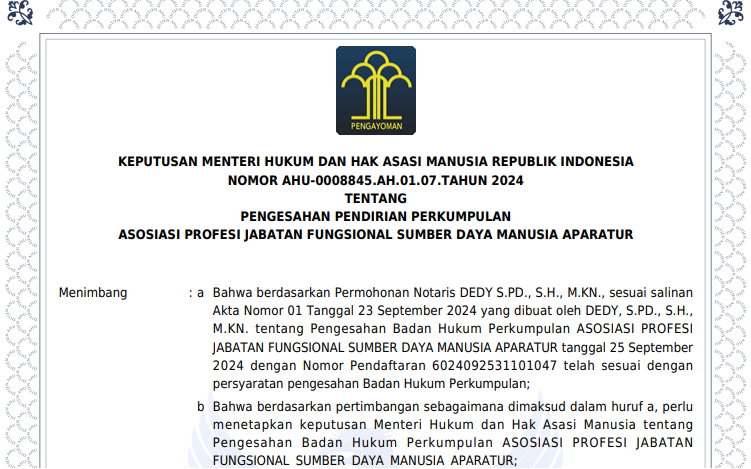 PENGAYOMAN
KEPUTUSAN MENTERI HUKUM DAN HAK ASASI MANUSIA REPUBLIK INDONESIA
NOMOR AHU-0008845.AH.01.07.TAHUN 2024
TENTANG
PENGESAHAN PENDIRIAN PERKUMPULAN
ASOSIASI PROFESI JABATAN FUNGSIONAL SUMBER DAYA MANUSIA APARATUR
Menimbang : a Bahwa berdasarkan Permohonan Notaris DEDY S.PD., S.H., M.KN., sesuai salinan
Akta Nomor 01 Tanggal 23 September 2024 yang dibuat oleh DEDY, S.PD., S.H.,
M.KN. tentang Pengesahan Badan Hukum Perkumpulan ASOSIASI PROFESI
JABATAN FUNGSIONAL SUMBER DAYA MANUSIA APARATUR tanggal 25 September
2024 dengan Nomor Pendaftaran 6024092531101047 telah sesuai dengan
persyaratan pengesahan Badan Hukum Perkumpulan;
b Bahwa berdasarkan pertimbangan sebagaimana dimaksud dalam huruf a, perlu
menetapkan keputusan Menteri Hukum dan Hak Asasi Manusia tentang
Pengesahan Badan Hukum Perkumpulan ASOSIASI PROFESI JABATAN
FUNGSIONAL SUMBER DAYA MANUSIA APARATUR;